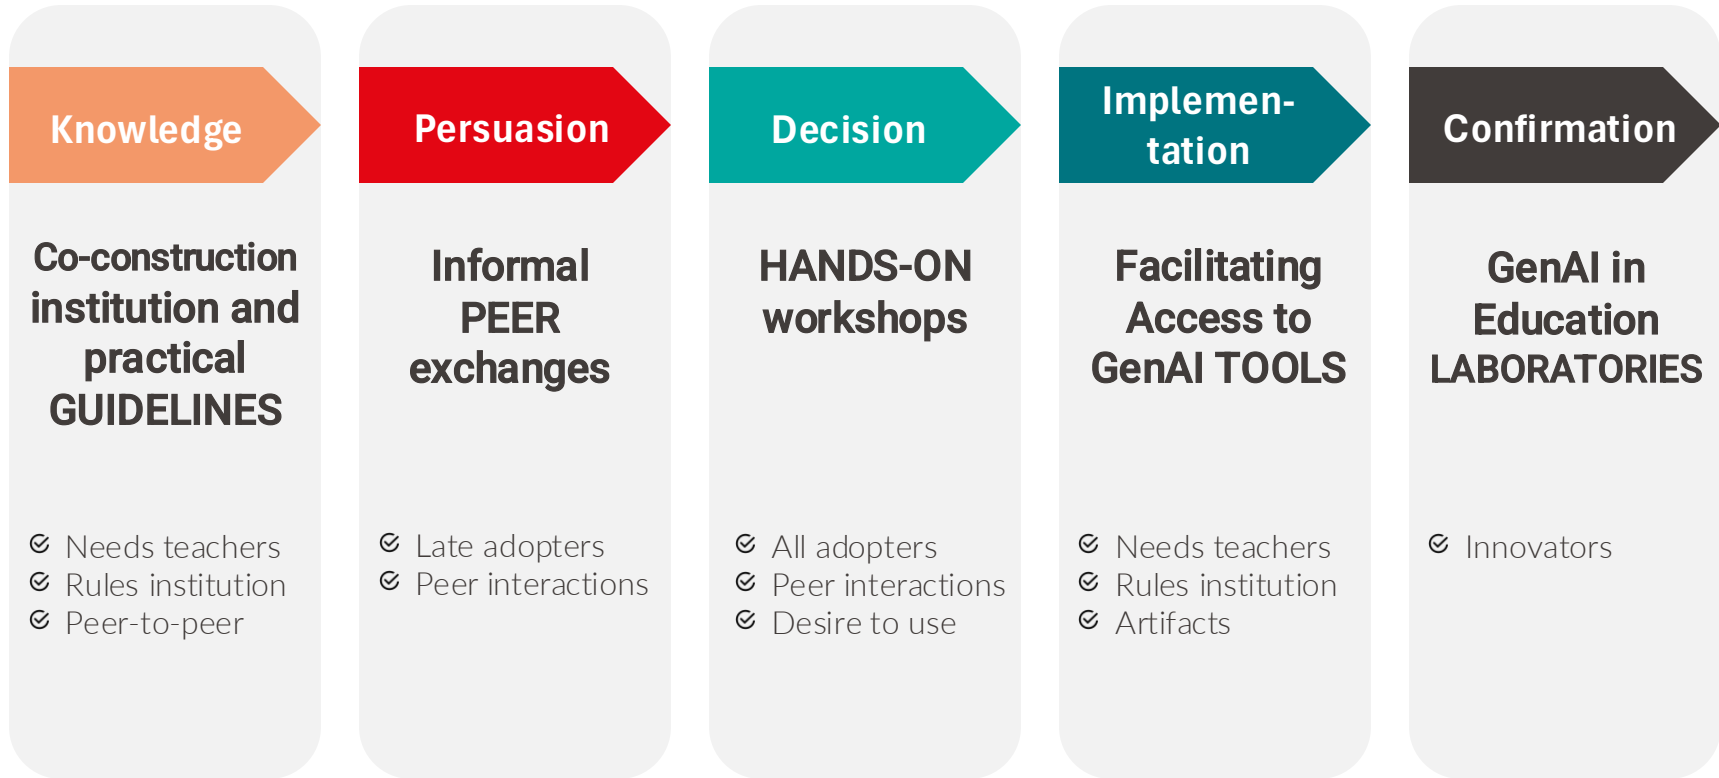 Knowledge
Co-construction
institution and
practical
GUIDELINES
Needs teachers
Rules institution
Peer-to-peer
Persuasion
Informal
PEER
exchanges
Late adopters
Peer interactions
Decision
HANDS-ON
workshops
All adopters
Peer interactions
Desire to use
Implemen-
tation
Facilitating
Access to
GenAI TOOLS
Needs teachers
Rules institution
Artifacts
Confirmation
GenAI in
Education
LABORATORIES
Innovators